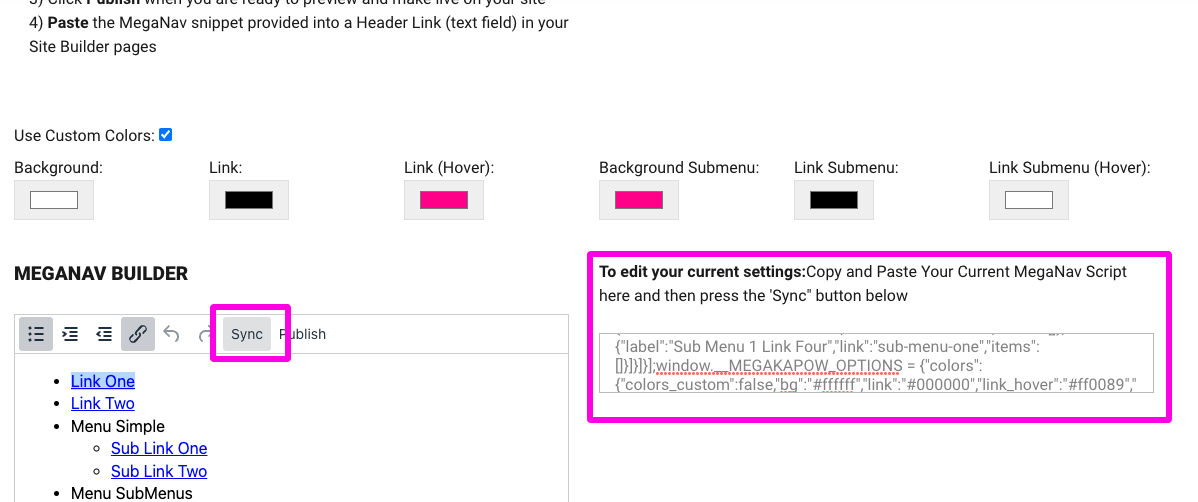 3) Click Publish when you are ready to preview and make live on your site
4) Paste the MegaNav snippet provided into a Header Link (text field) in your
Site Builder pages
Use Custom Colors:
Background:
Link:
Link (Hover):
Background Submenu:
Link Submenu:
Link Submenu (Hover):
MEGANAV BUILDER
To edit your current settings:Copy and Paste Your Current MegaNav Script
here and then press the 'Sync" button below
Sync
Publish
{"label":"Sub Menu 1 Link Four","link":"sub-menu-one","items":
[]}]}]}];window.__MEGAKAPOW_OPTIONS = {"colors":
{"colors_custom":false,"bg":"#ffffff","link":"#000000","link_hover":"#ff0089","
Link One
Link Two
Menu Simple
Sub Link One
Sub Link Two
Menu SubMenus